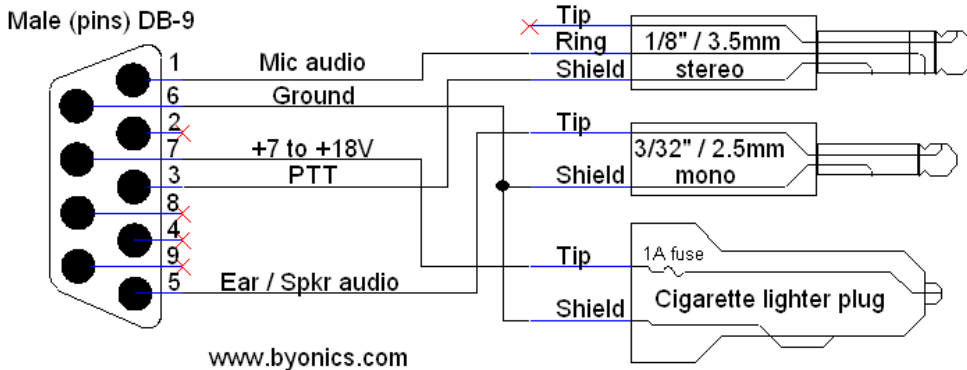 Male (pins) DB-9
1
Mic audio
6
Ground
2
7
+7 to +18V
3
PTT
8
4
9
5
Ear / Spkr audio
www.byonics.com
Tip
Ring
Shield
1/8" / 3.5mm
stereo
Tip
Shield
3/32" / 2.5mm
mono
Tip
Shield
1A fuse
Cigarette lighter plug